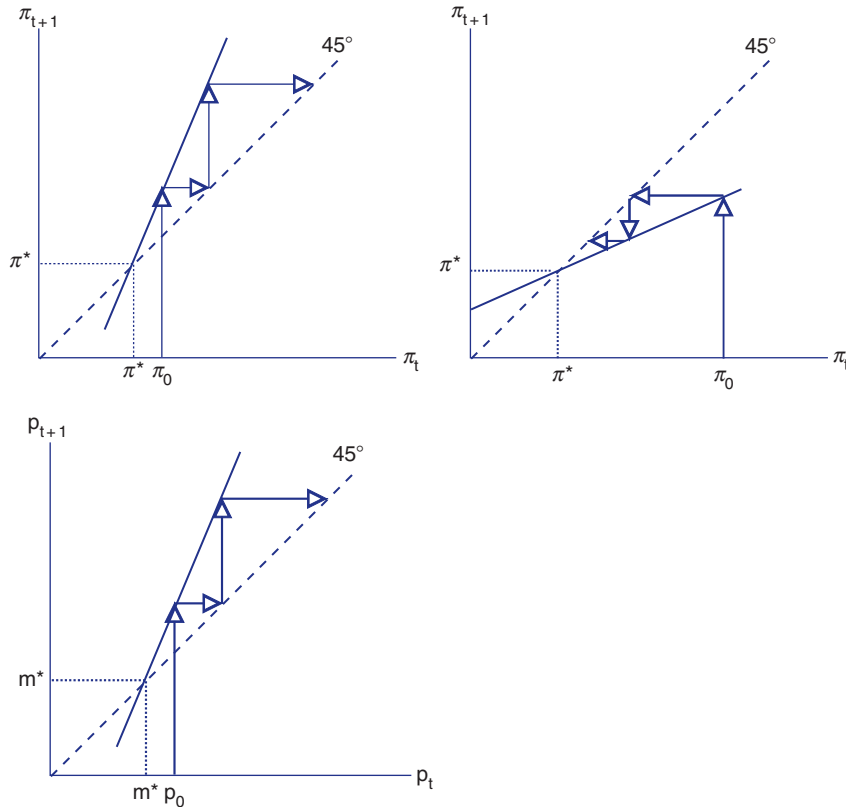 π_{t+1}
45°
π*
π* π_0
π_t
π_{t+1}
45°
π*
π*
π_0
π_t
p_{t+1}
45°
m*
m* p_0
p_t